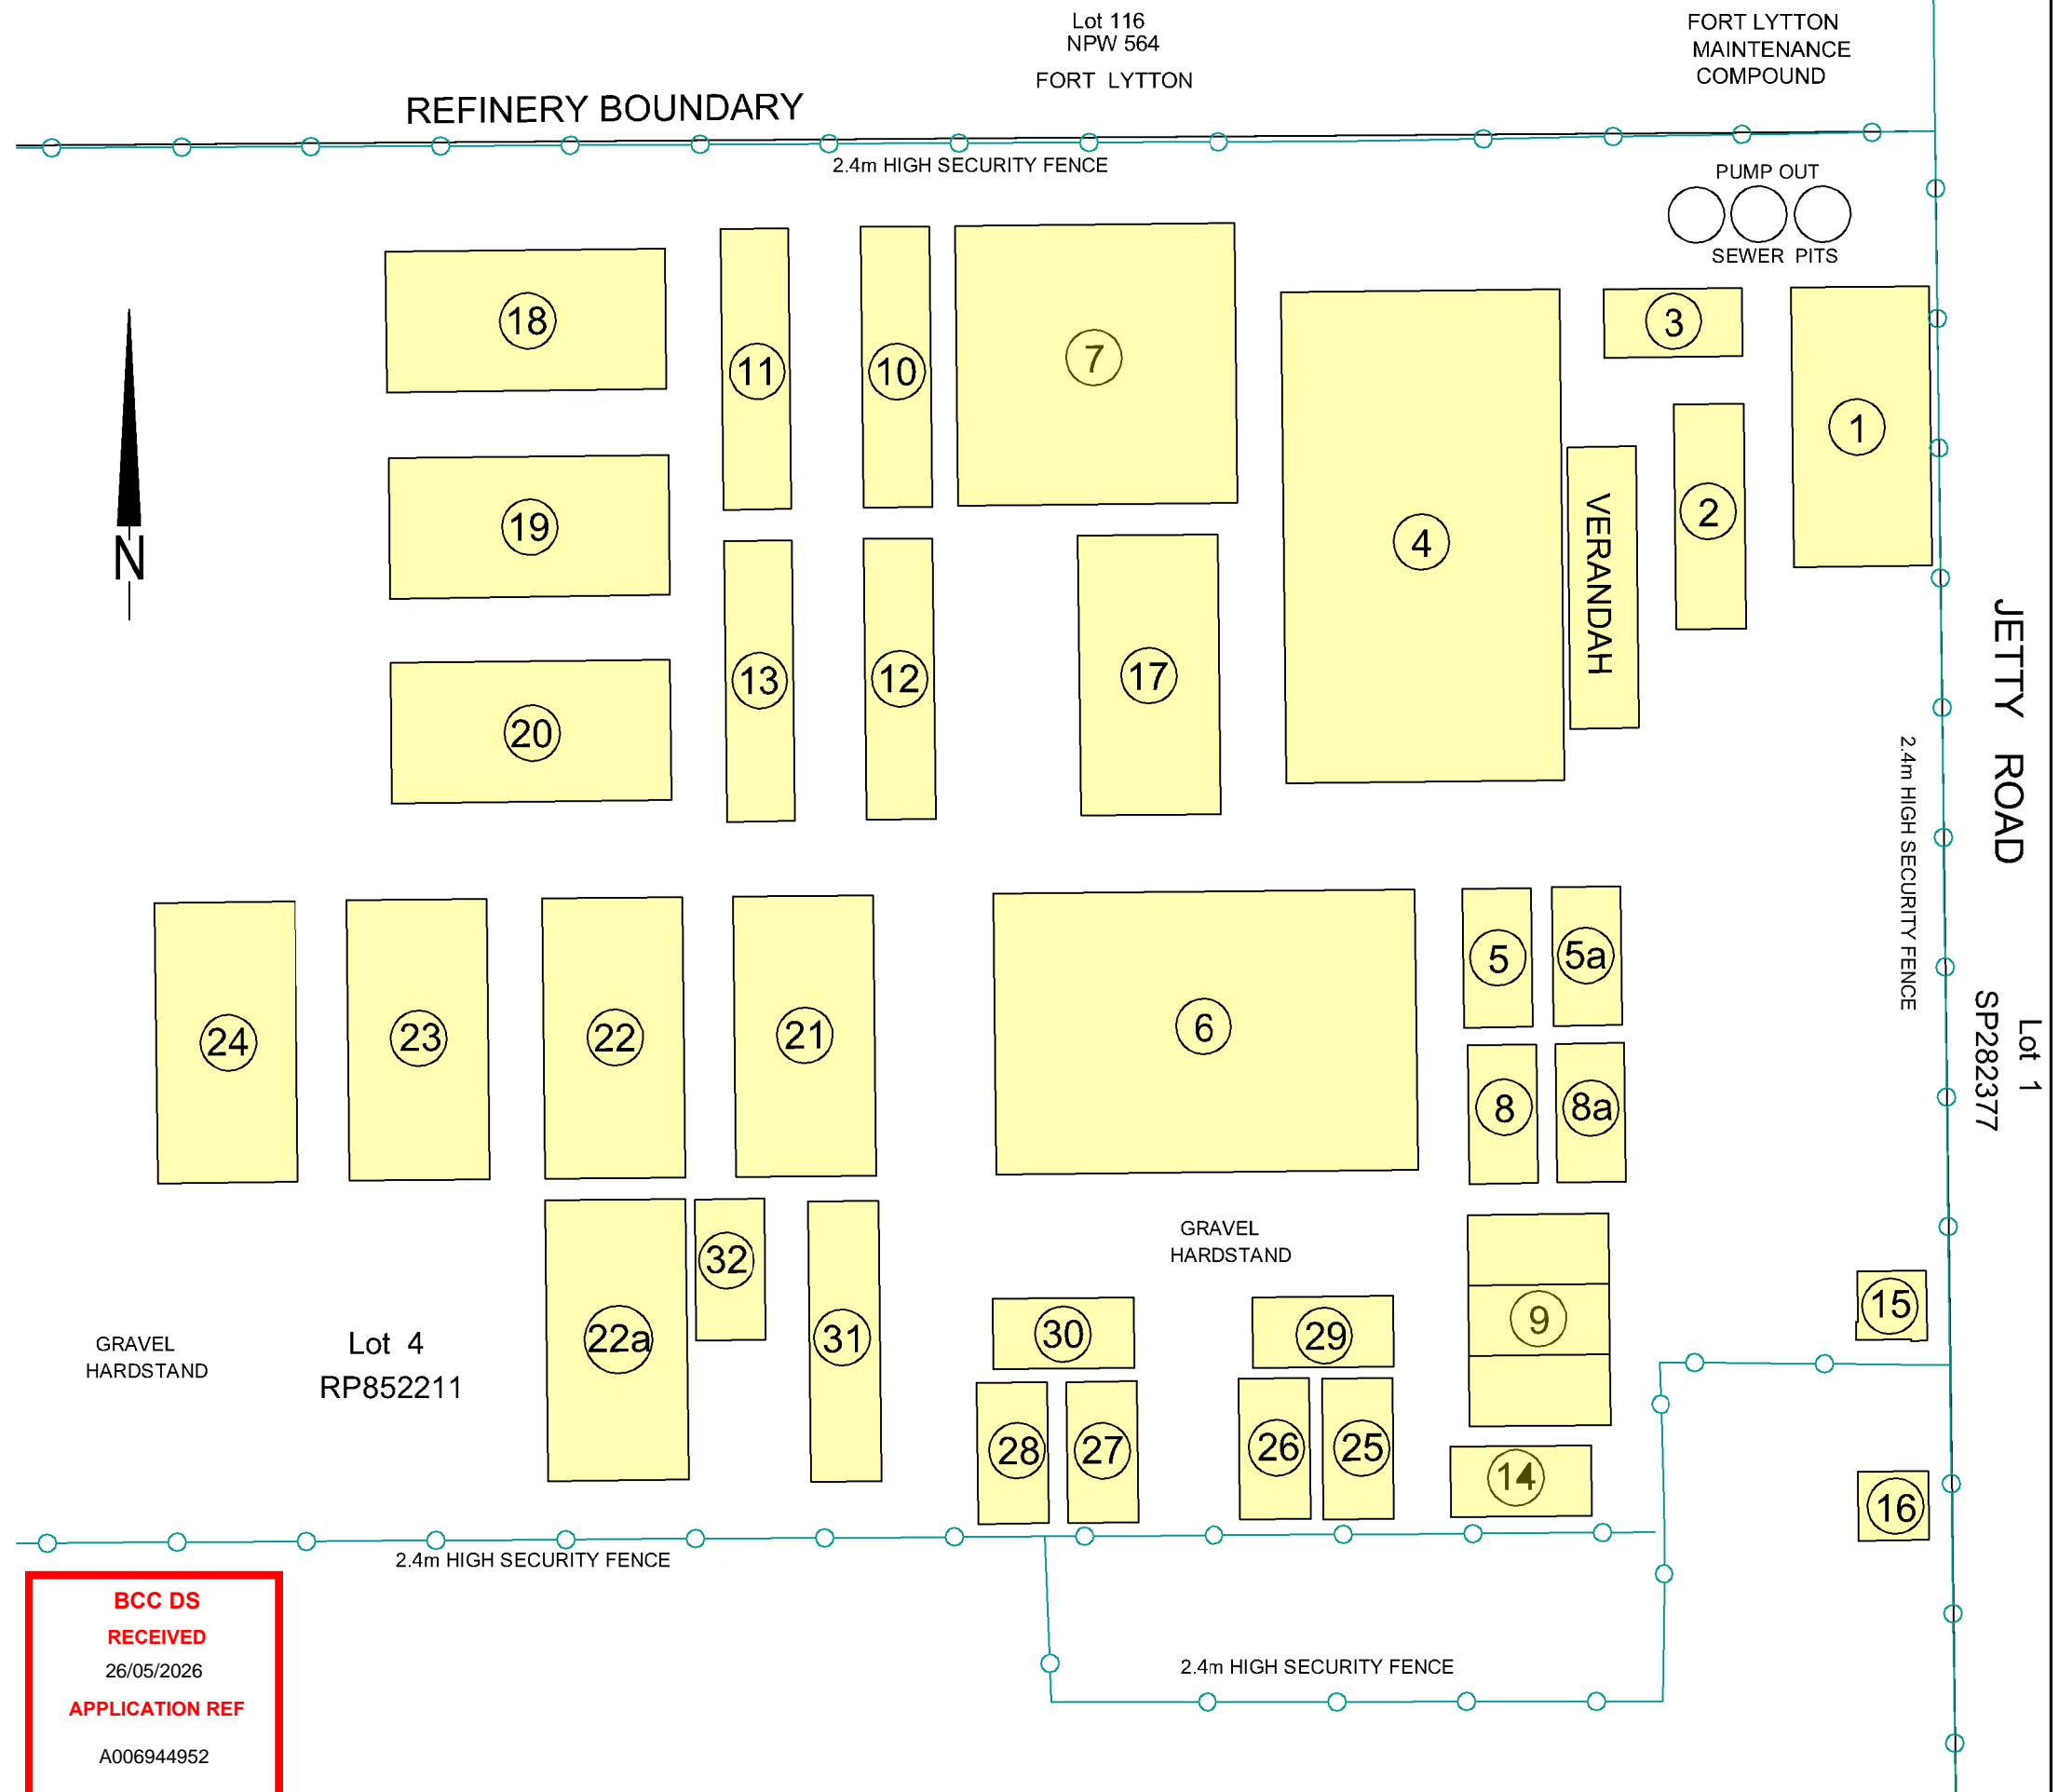 Lot 116
NPW 564
FORT LYTTON
FORT LYTTON
MAINTENANCE
COMPOUND
REFINERY BOUNDARY
2.4m HIGH SECURITY FENCE
PUMP OUT
SEWER PITS
18
11
10
7
3
1
2
4
19
N
VERANDAH
13
12
17
20
JETTY ROAD
2.4m HIGH SECURITY FENCE
Lot 1
SP282377
24
23
22
21
6
5
5a
8
8a
GRAVEL
HARDSTAND
32
22a
31
30
29
9
15
GRAVEL
HARDSTAND
Lot 4
RP852211
28
27
26
25
14
16
2.4m HIGH SECURITY FENCE
2.4m HIGH SECURITY FENCE
BCC DS
RECEIVED
26/05/2026
APPLICATION REF
A006944952